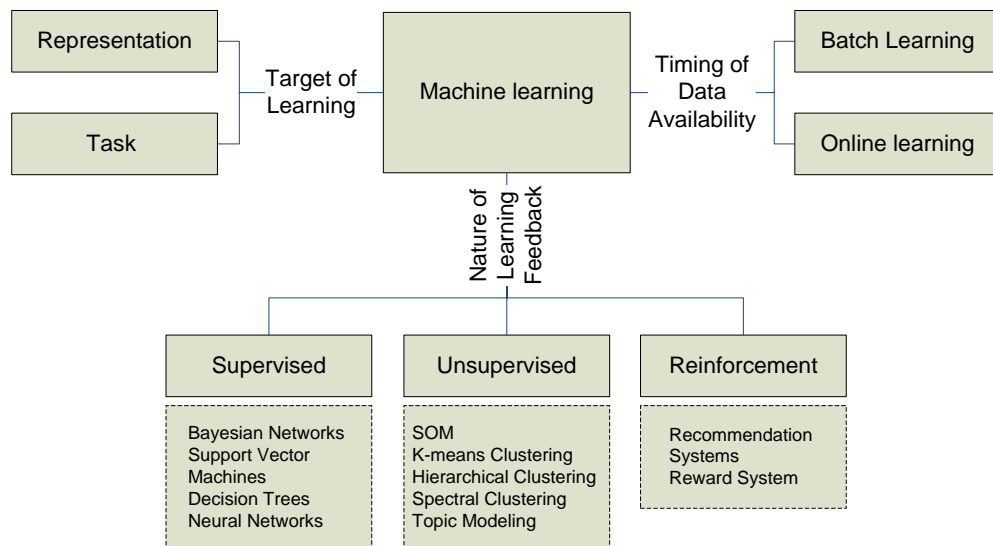 Representation
Task
Target of
Learning
Machine learning
Timing of
Data
Availability
Batch Learning
Online learning
Nature of
Learning
Feedback
Supervised
Bayesian Networks
Support Vector
Machines
Decision Trees
Neural Networks
Unsupervised
SOM
K-means Clustering
Hierarchical Clustering
Spectral Clustering
Topic Modeling
Reinforcement
Recommendation
Systems
Reward System